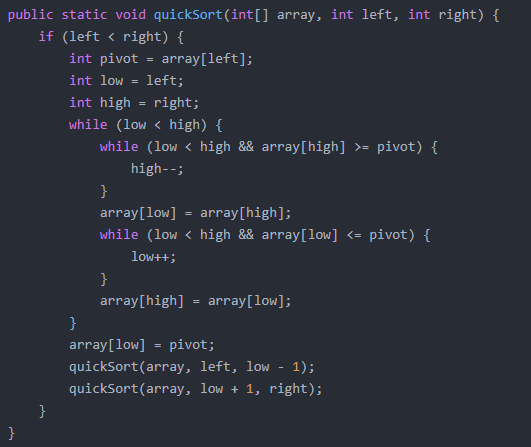 public static void quickSort(int[] array, int left, int right) {
    if (left < right) {
        int pivot = array[left];
        int low = left;
        int high = right;
        while (low < high) {
            while (low < high && array[high] >= pivot) {
                high--;
            }
            array[low] = array[high];
            while (low < high && array[low] <= pivot) {
                low++;
            }
            array[high] = array[low];
        }
        array[low] = pivot;
        quickSort(array, left, low - 1);
        quickSort(array, low + 1, right);
    }
}